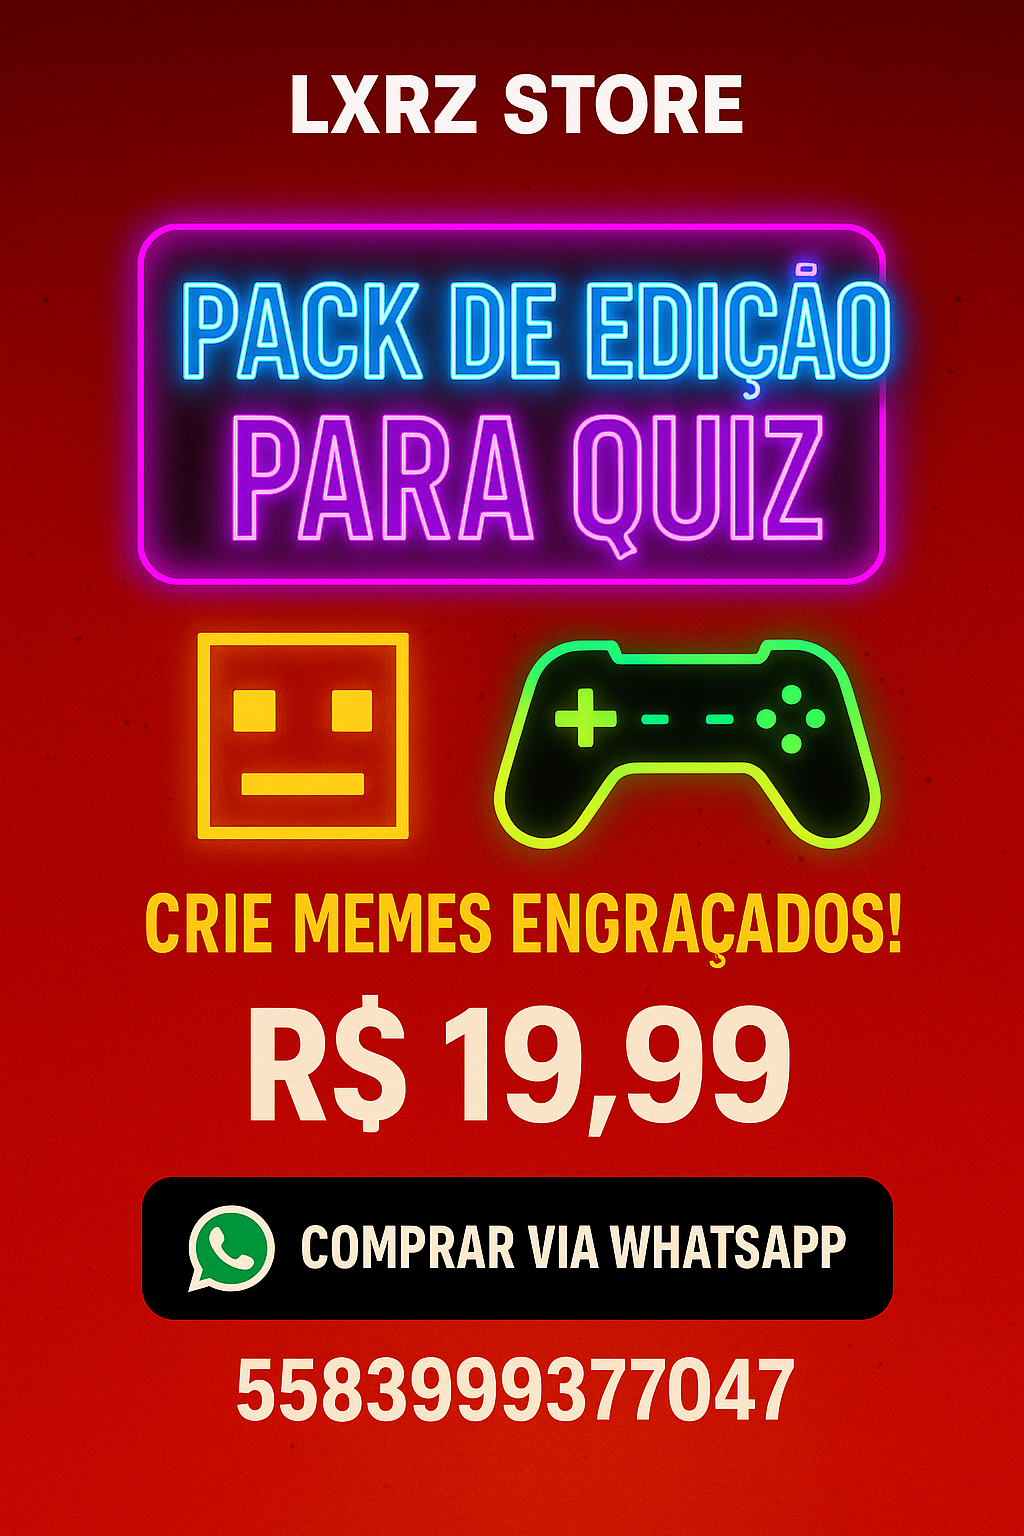 LXRZ STORE
PACK DE EDIÇÃO
PARA QUIZ
CRIE MEMES ENGRAÇADOS!
R$ 19,99
COMPRAR VIA WHATSAPP
5583999377047